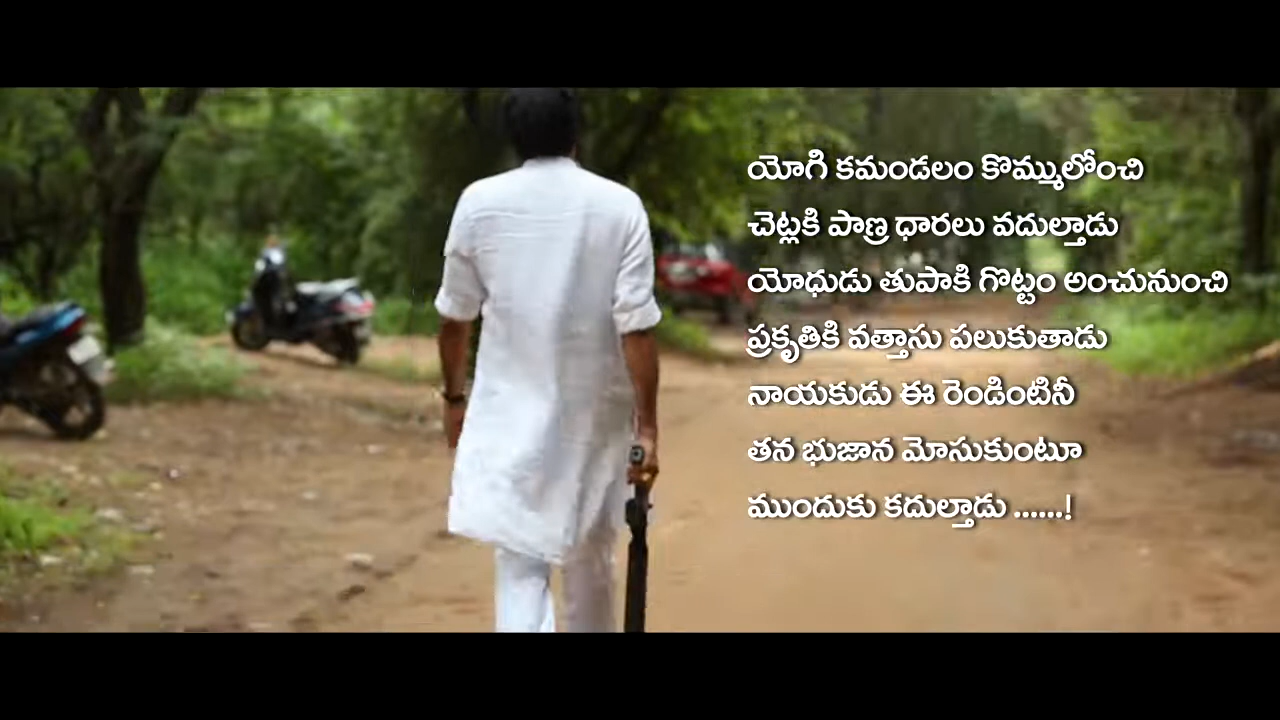 యోగి కమండలం కొమ్ములోంచి
చెట్లకి పాణ్ర ధారలు వదుల్తాడు
యోధుడు తుపాకి గొట్టం అంచునుంచి
ప్రకృతికి వత్తాసు పలుకుతాడు
నాయకుడు ఈ రెండింటినీ
తన భుజాన మోసుకుంటూ
ముందుకు కదుల్తాడు ......!